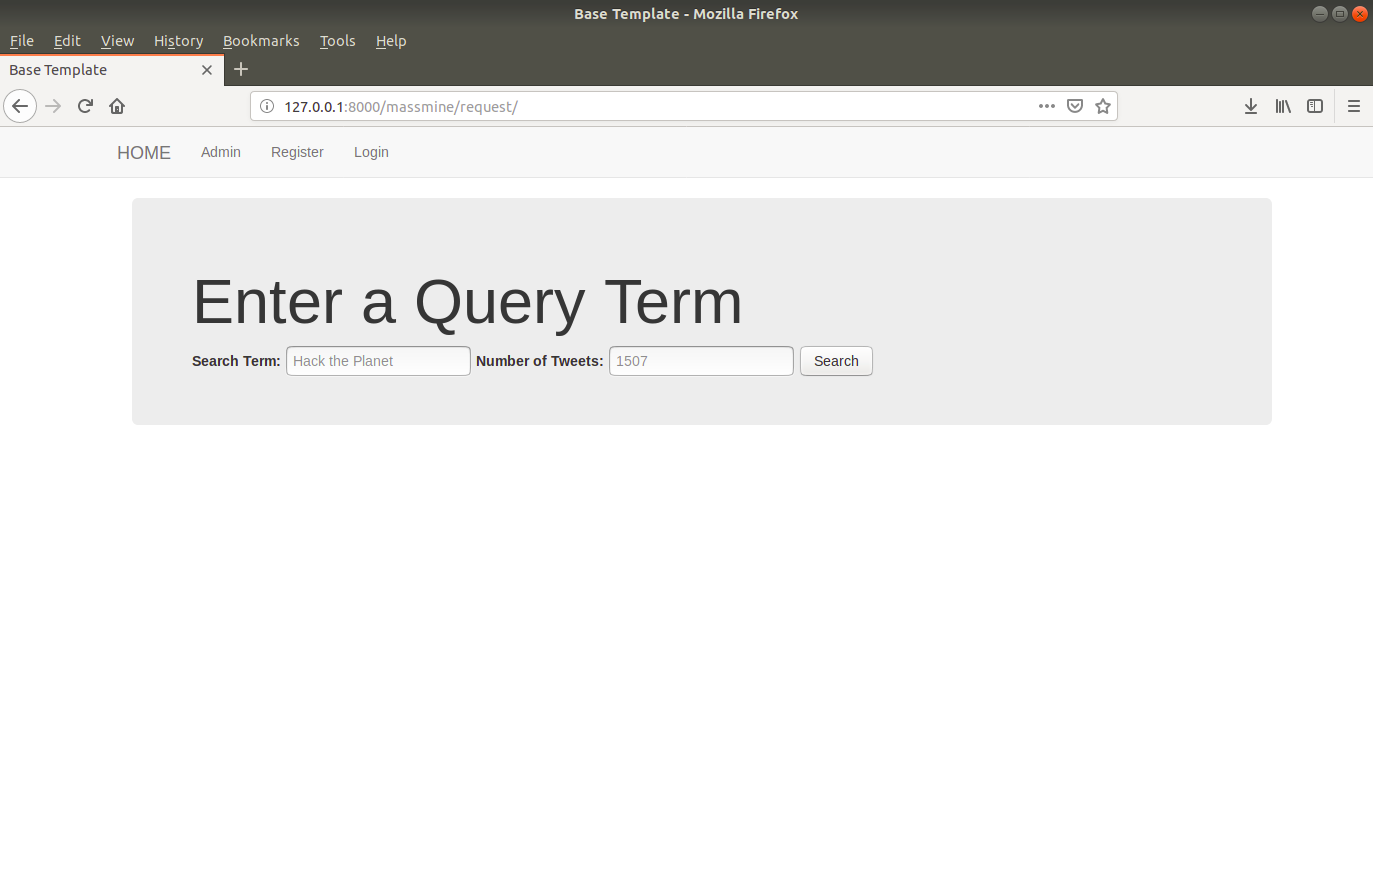 Base Template - Mozilla Firefox
File Edit View History Bookmarks Tools Help
Base Template
127.0.0.1:8000/massmine/request/
HOME Admin Register Login
Enter a Query Term
Search Term: Hack the Planet Number of Tweets: 1507 Search